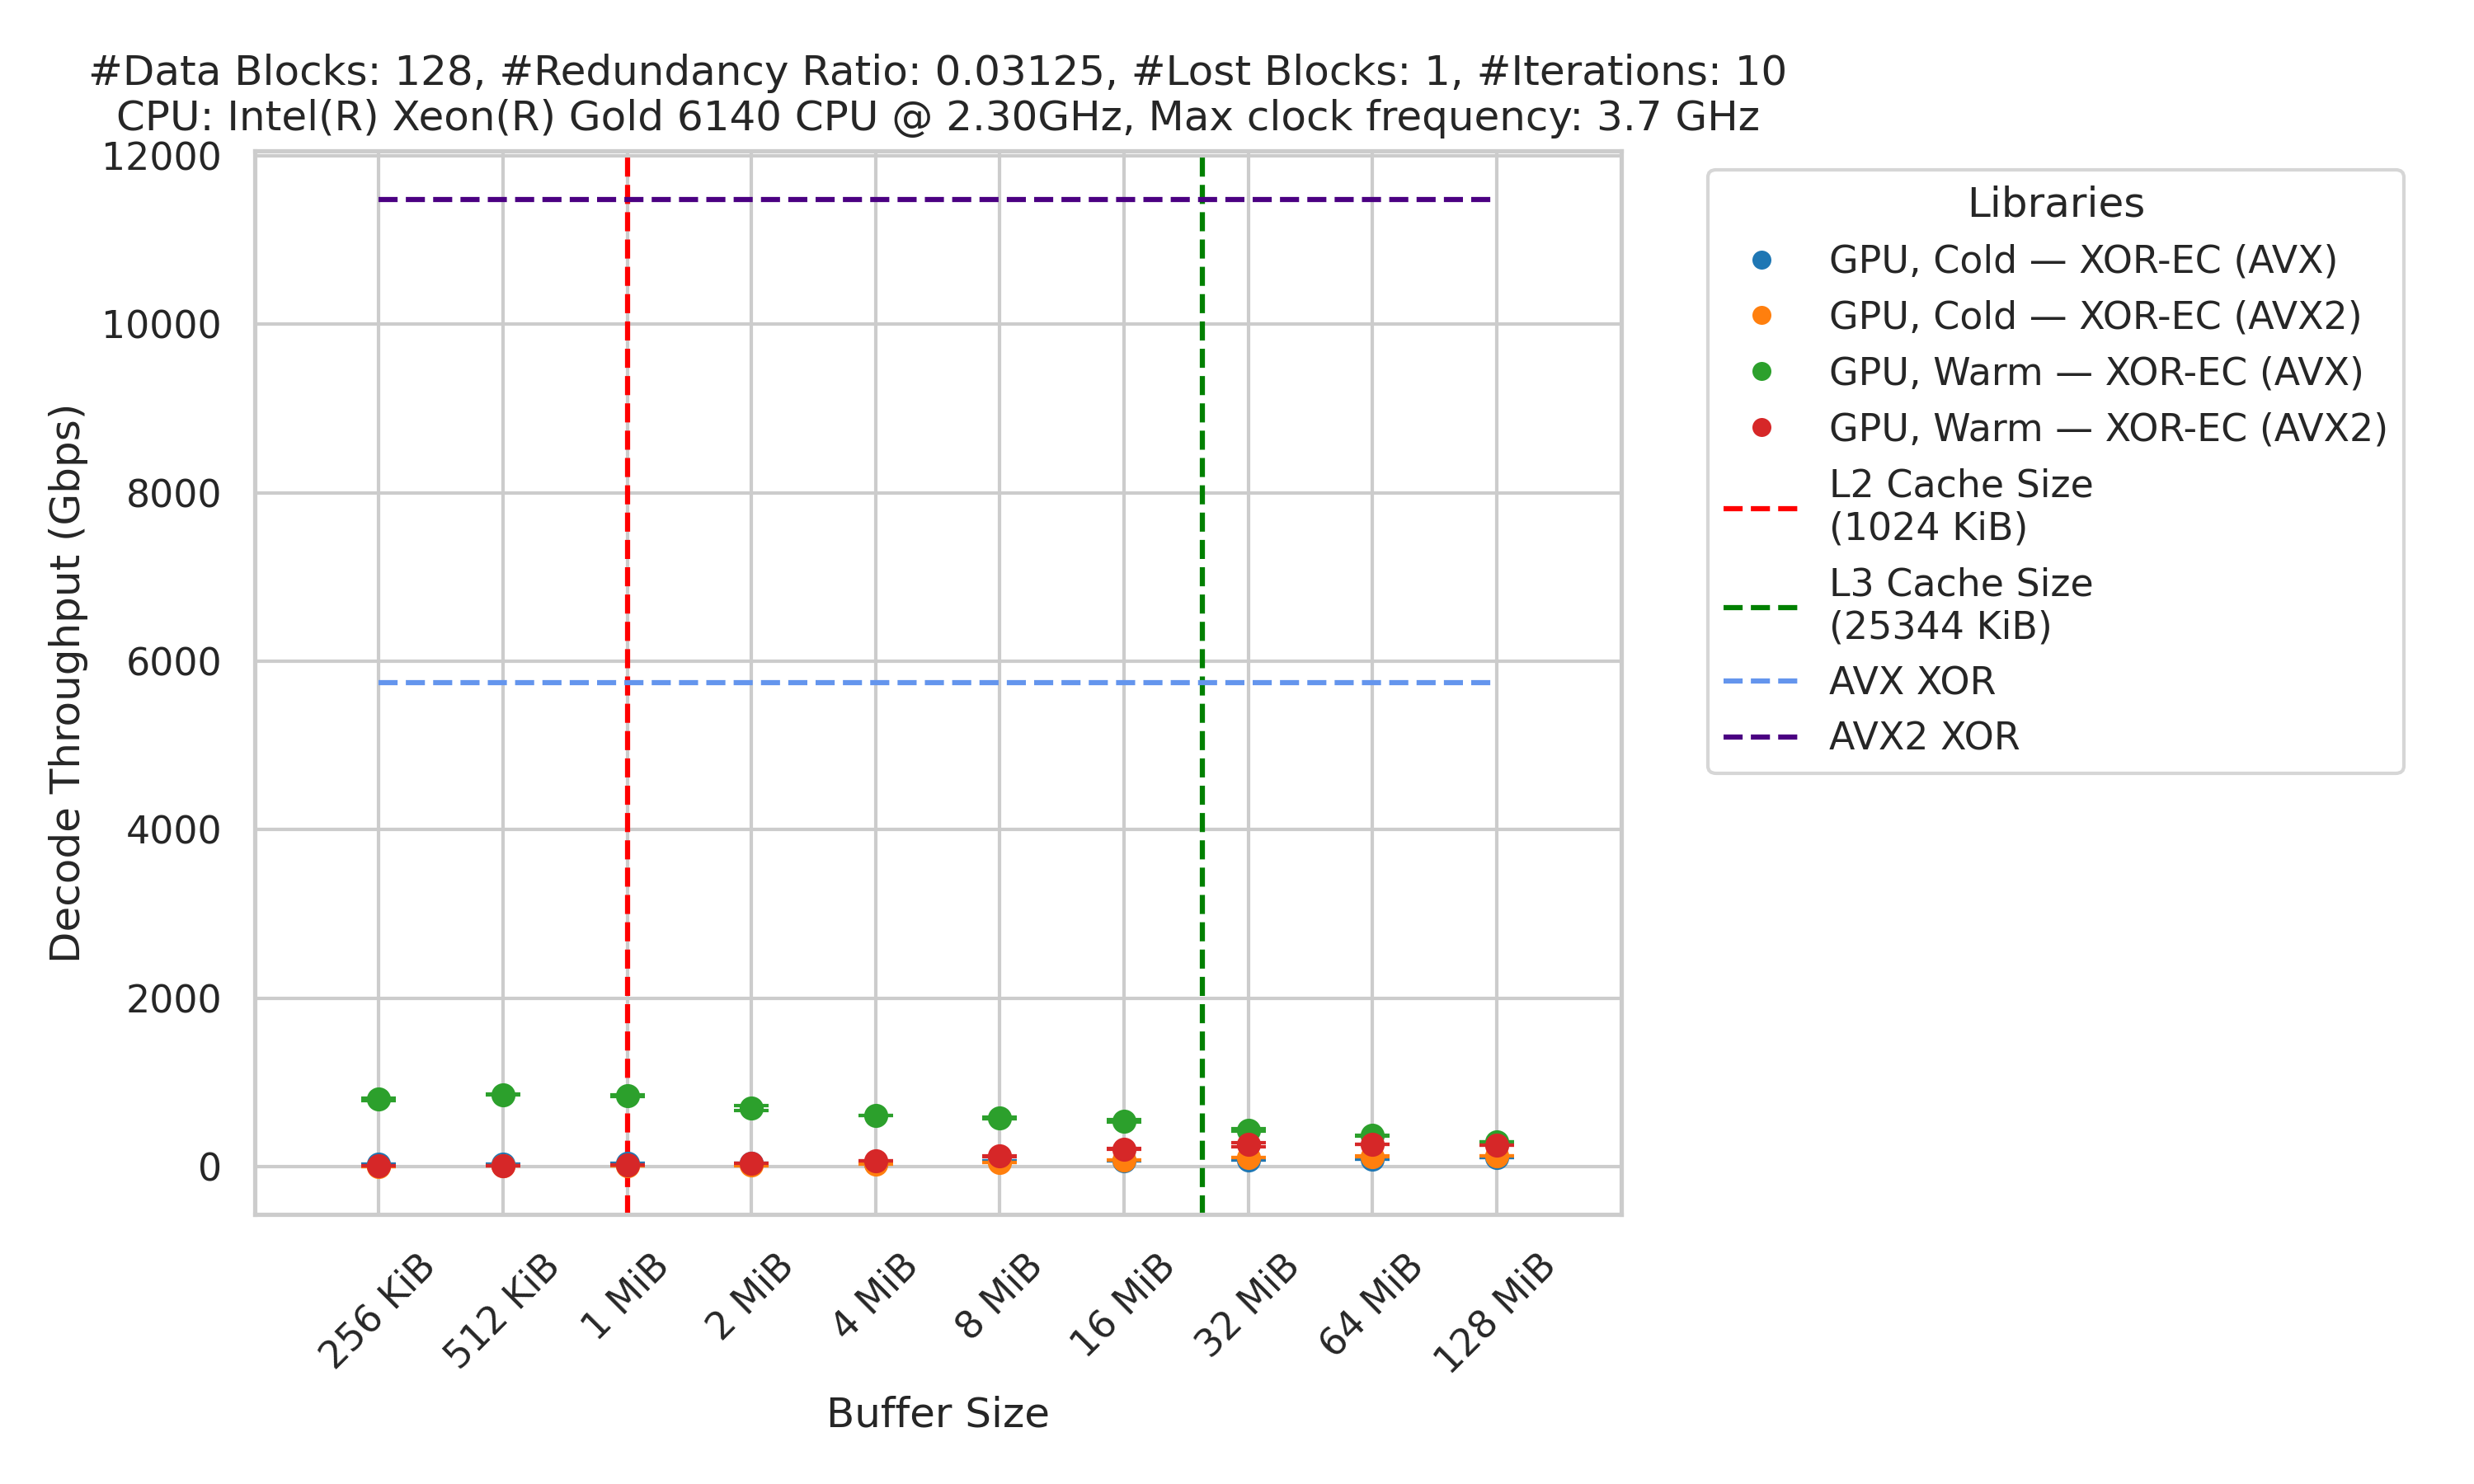 #Data Blocks: 128, #Redundancy Ratio: 0.03125, #Lost Blocks: 1, #Iterations: 10
CPU: Intel(R) Xeon(R) Gold 6140 CPU @ 2.30GHz, Max clock frequency: 3.7 GHz
12000
10000
8000
6000
4000
2000
0
Decode Throughput (Gbps)
256 KiB
512 KiB
1 MiB
2 MiB
4 MiB
8 MiB
16 MiB
32 MiB
64 MiB
128 MiB
Buffer Size
Libraries
GPU, Cold — XOR-EC (AVX)
GPU, Cold — XOR-EC (AVX2)
GPU, Warm — XOR-EC (AVX)
GPU, Warm — XOR-EC (AVX2)
L2 Cache Size
(1024 KiB)
L3 Cache Size
(25344 KiB)
AVX XOR
AVX2 XOR